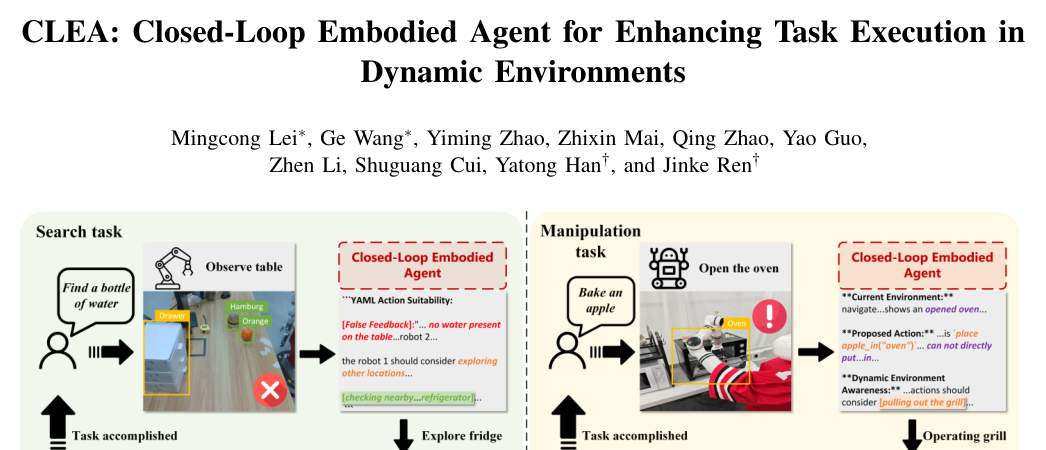 CLEA: Closed-Loop Embodied Agent for Enhancing Task Execution in
Dynamic Environments
Mingcong Lei*, Ge Wang*, Yiming Zhao, Zhixin Mai, Qing Zhao, Yao Guo,
Zhen Li, Shuguang Cui, Yatong Han†, and Jinke Ren†
Search task
Find a bottle
of water
Observe table
Drawer
Hamburg
Orange
Closed-Loop Embodied
Agent
```YAML Action Suitability:
[False Feedback]:"... no water present
on the table...robot 2...
the robot 1 should consider exploring
other locations...
[checking nearby...refrigerator]...
```
Task accomplished
Explore fridge
Manipulation
task
Bake an
apple
Open the oven
Oven
Closed-Loop Embodied
Agent
**Current Environment:**
navigate...shows an opened oven...
**Proposed Action:** ...is `place
apple_in("oven")`... can not directly
put...in...
**Dynamic Environment
Awareness:** ...actions should
consider [pulling out the grill]...
Task accomplished
Operating grill